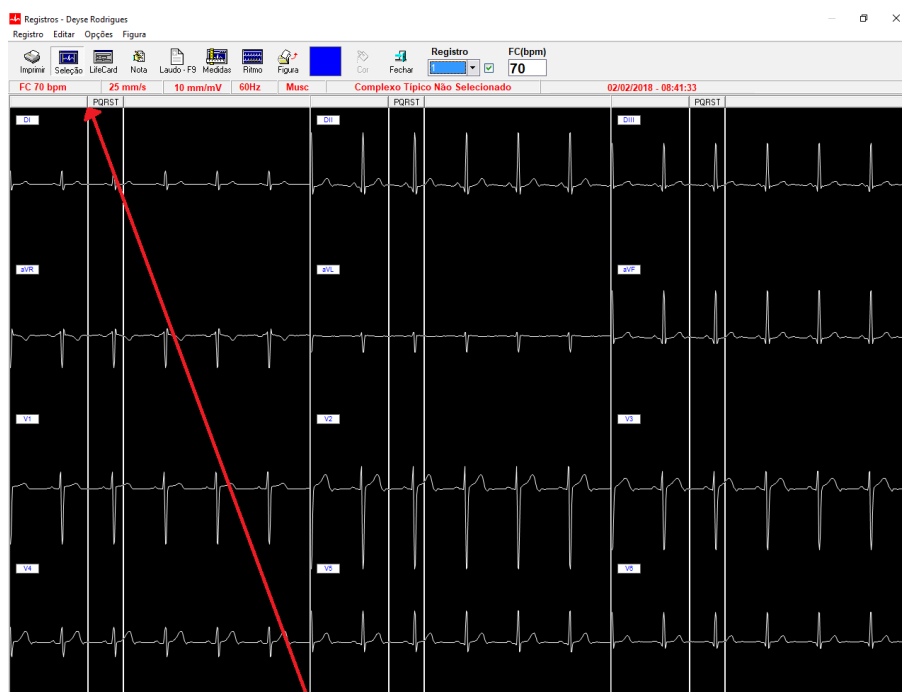 Registros - Deyse Rodrigues
Registro Editar Opções Figura
Registro FC(bpm)
Imprimir Seleção LifeCard Nota Laudo - F9 Medidas Ritmo Figura Cor Fechar 1 70
FC 70 bpm 25 mm/s 10 mm/mV 60Hz Musc Complexo Típico Não Selecionado 02/02/2018 - 08:41:33
PQRST PQRST PQRST
DI DII DIII
aVR aVL aVF
V1 V2 V3
V4 V5 V6